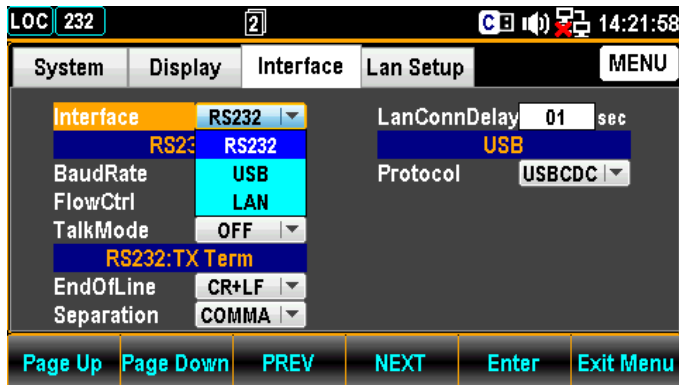 LOC 232 2 C 14:21:58
System Display Interface Lan Setup MENU
Interface RS232 LanConnDelay 01 sec
RS23 RS232 USB
BaudRate USB Protocol USBCDC
FlowCtrl LAN
TalkMode OFF
RS232:TX Term
EndOfLine CR+LF
Separation COMMA
Page Up Page Down PREV NEXT Enter Exit Menu